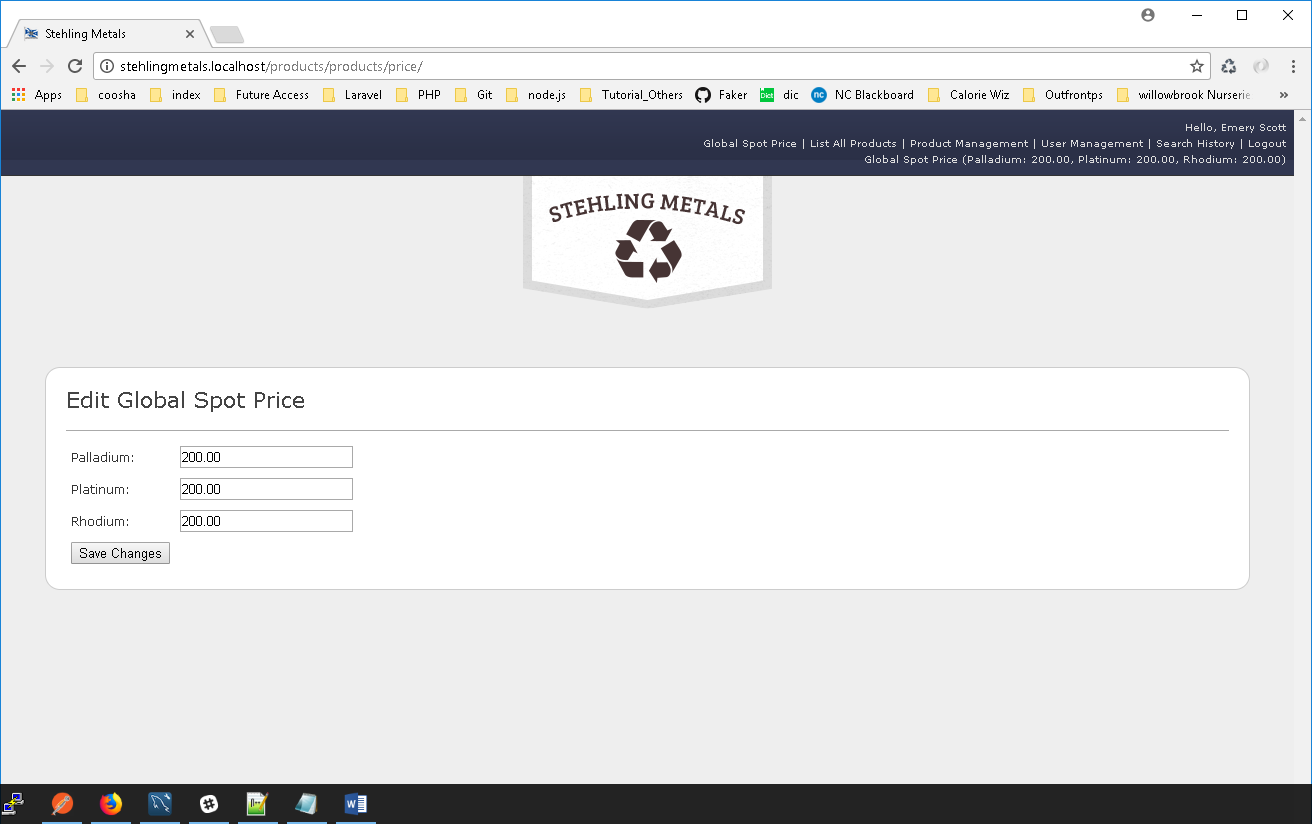 Stehling Metals
stehlingmetals.localhost/products/products/price/
Apps coosha index Future Access Laravel PHP Git node.js Tutorial_Others Faker Diet dic nc NC Blackboard Calorie Wiz Outfrontps willowbrook Nurserie »
Hello, Emery Scott
Global Spot Price | List All Products | Product Management | User Management | Search History | Logout
Global Spot Price (Palladium: 200.00, Platinum: 200.00, Rhodium: 200.00)
STEHLING METALS
Edit Global Spot Price
Palladium: 200.00
Platinum: 200.00
Rhodium: 200.00
Save Changes